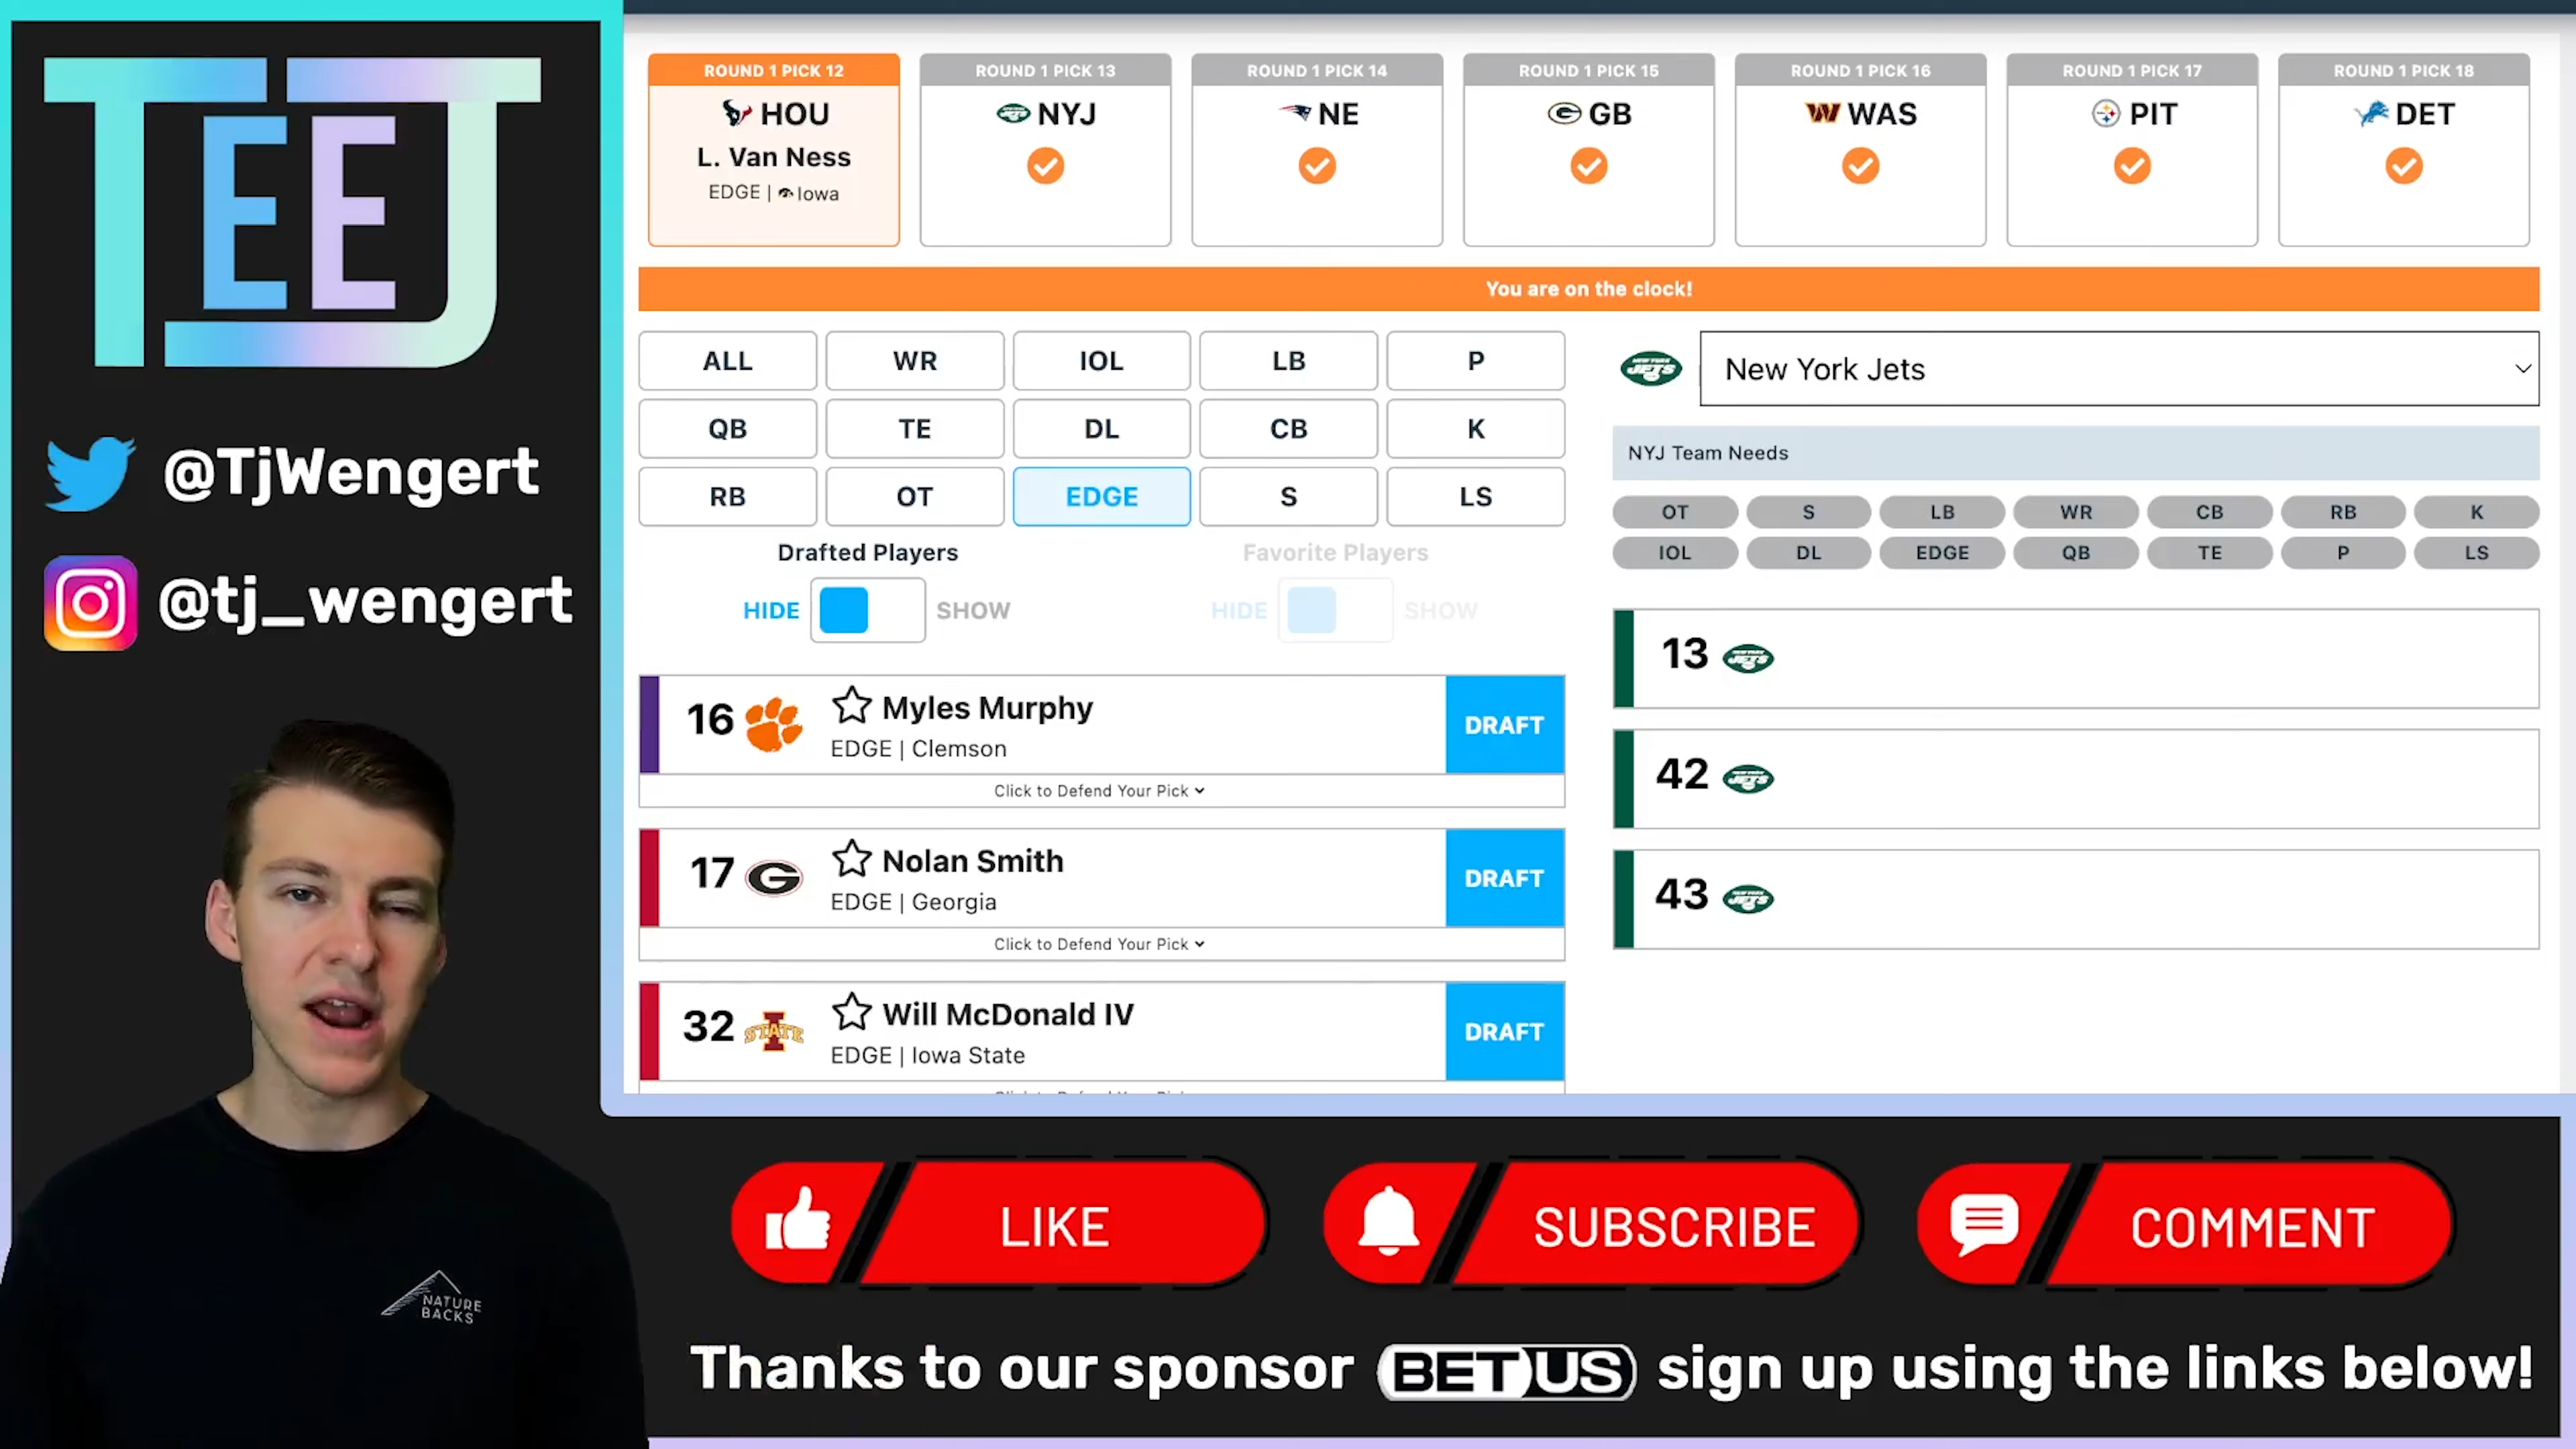 TEEJ
@TjWengert
@tj_wengert
NATURE
BACKS
ROUND 1 PICK 12
HOU
L. Van Ness
EDGE | Iowa
ROUND 1 PICK 13
NYJ
ROUND 1 PICK 14
NE
ROUND 1 PICK 15
GB
ROUND 1 PICK 16
WAS
ROUND 1 PICK 17
PIT
ROUND 1 PICK 18
DET
You are on the clock!
ALL WR IOL LB P
QB TE DL CB K
RB OT EDGE S LS
Drafted Players
HIDE SHOW
Favorite Players
HIDE SHOW
16 Myles Murphy
EDGE | Clemson
DRAFT
Click to Defend Your Pick
17 G Nolan Smith
EDGE | Georgia
DRAFT
Click to Defend Your Pick
32 STATE Will McDonald IV
EDGE | Iowa State
DRAFT
NEW YORK JETS New York Jets
NYJ Team Needs
OT S LB WR CB RB K
IOL DL EDGE QB TE P LS
13 JETS
42 JETS
43 JETS
LIKE
SUBSCRIBE
COMMENT
Thanks to our sponsor BETUS sign up using the links below!